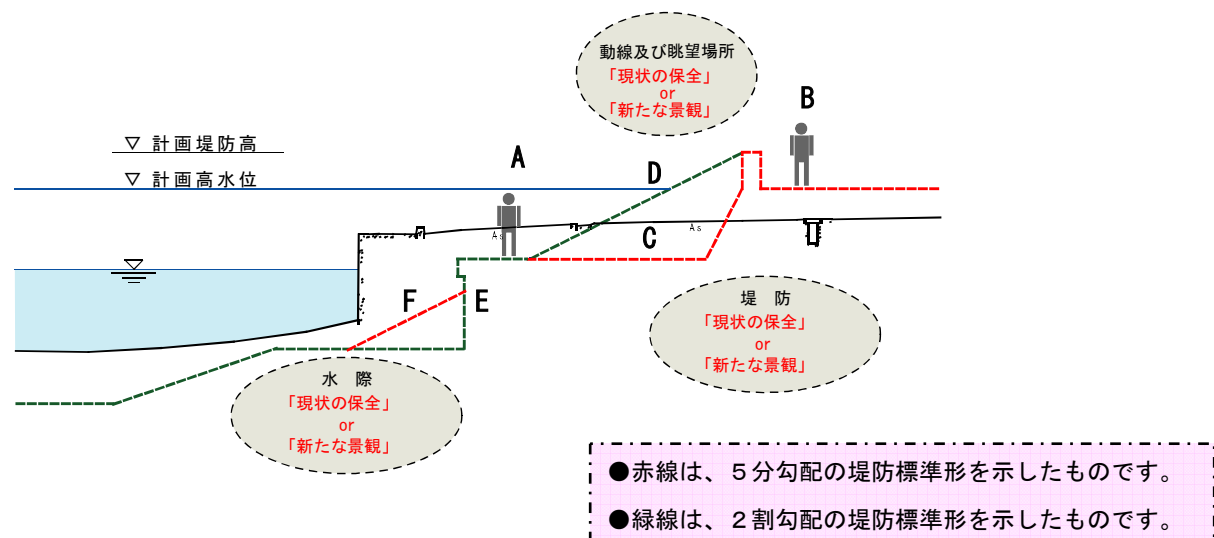 動線及び眺望場所
「現状の保全」
or
「新たな景観」
B
▽ 計画堤防高
A
▽ 計画高水位
D
As
C
As
F
E
堤 防
「現状の保全」
or
「新たな景観」
水 際
「現状の保全」
or
「新たな景観」
●赤線は、５分勾配の堤防標準形を示したものです。
●緑線は、２割勾配の堤防標準形を示したものです。